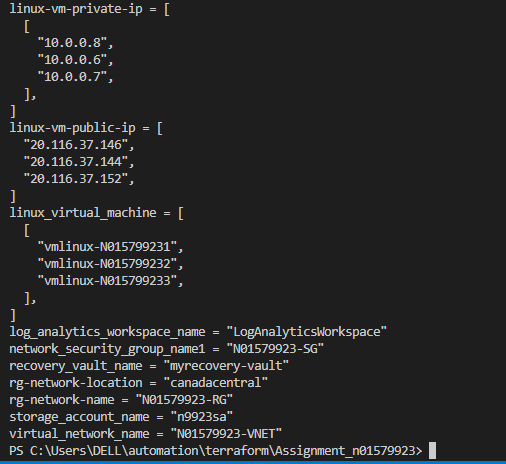 linux-vm-private-ip = [
  [
    "10.0.0.8",
    "10.0.0.6",
    "10.0.0.7",
  ],
]
linux-vm-public-ip = [
  "20.116.37.146",
  "20.116.37.144",
  "20.116.37.152",
]
linux_virtual_machine = [
  [
    "vmlinux-N015799231",
    "vmlinux-N015799232",
    "vmlinux-N015799233",
  ],
]
log_analytics_workspace_name = "LogAnalyticsWorkspace"
network_security_group_name1 = "N01579923-SG"
recovery_vault_name = "myrecovery-vault"
rg-network-location = "canadacentral"
rg-network-name = "N01579923-RG"
storage_account_name = "n9923sa"
virtual_network_name = "N01579923-VNET"
PS C:\Users\DELL\automation\terraform\Assignment_n01579923>